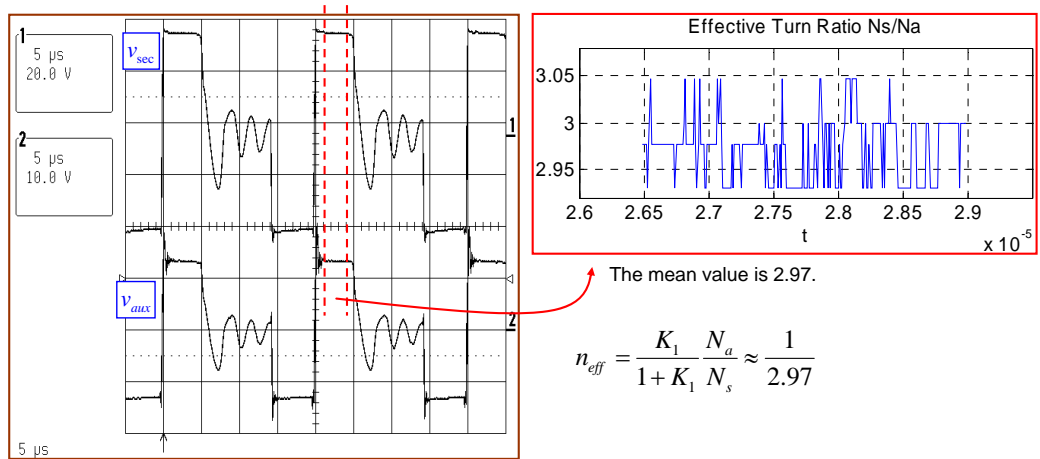 1
5 µs
20.0 V
2
5 µs
10.0 V
v_sec
1
v_aux
2
5 µs
Effective Turn Ratio Ns/Na
3.05
3
2.95
2.6 2.65 2.7 2.75 2.8 2.85 2.9
t
x 10^-5
The mean value is 2.97.
n_eff = K_1 / (1 + K_1) N_a / N_s ≈ 1 / 2.97